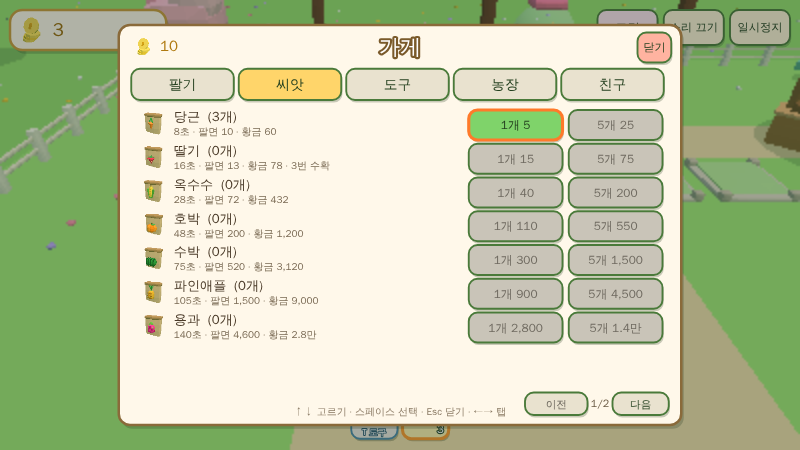 3
소리 끄기
일시정지
10
가게
닫기
팔기
씨앗
도구
농장
친구
당근 (3개)
8초 · 팔면 10 · 황금 60
1개 5
5개 25
딸기 (0개)
16초 · 팔면 13 · 황금 78 · 3번 수확
1개 15
5개 75
옥수수 (0개)
28초 · 팔면 72 · 황금 432
1개 40
5개 200
호박 (0개)
48초 · 팔면 200 · 황금 1,200
1개 110
5개 550
수박 (0개)
75초 · 팔면 520 · 황금 3,120
1개 300
5개 1,500
파인애플 (0개)
105초 · 팔면 1,500 · 황금 9,000
1개 900
5개 4,500
용과 (0개)
140초 · 팔면 4,600 · 황금 2.8만
1개 2,800
5개 1.4만
↑ ↓ 고르기 · 스페이스 선택 · Esc 닫기 · ←→ 탭
이전
1/2
다음